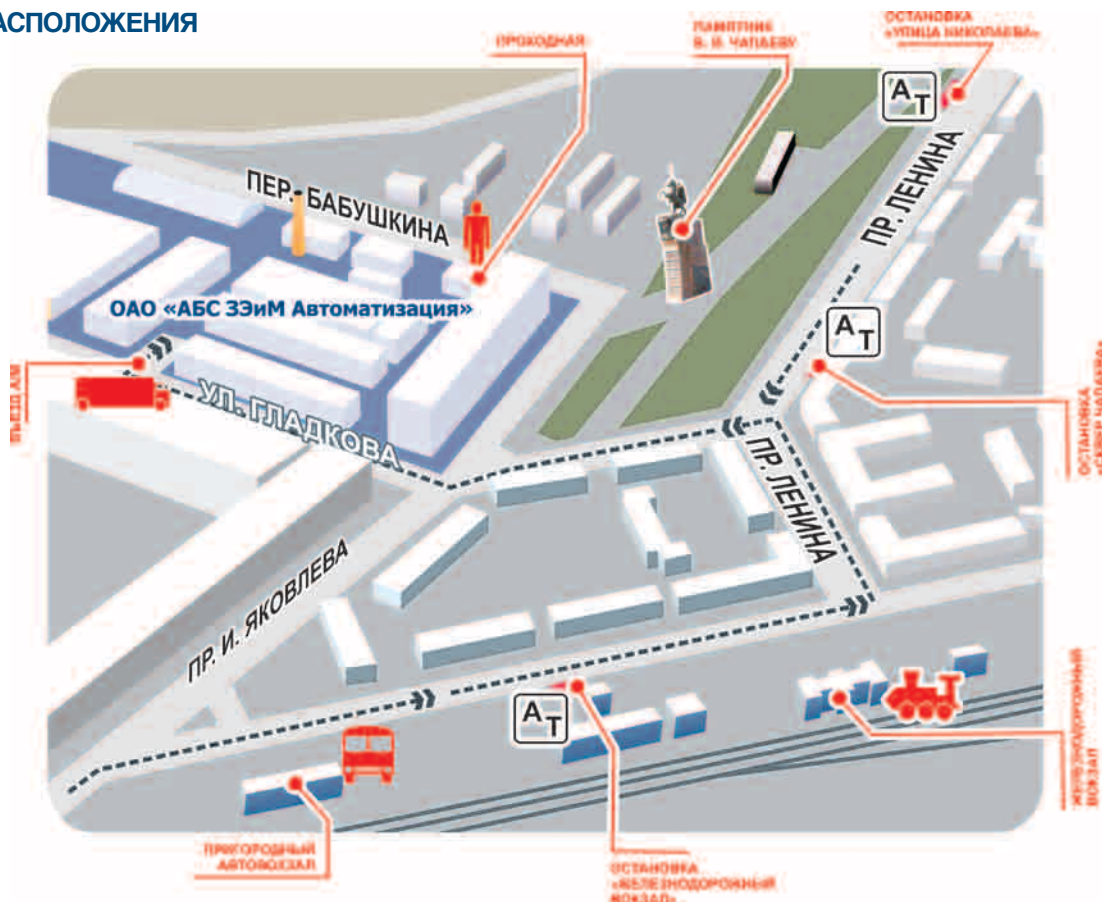 АСПОЛОЖЕНИЯ
ПРОХОДНАЯ
ПАМЯТНИК
В. И. ЧАПАЕВУ
ОСТАНОВКА
«УЛИЦА НИКОЛАЕВА»
А
Т
ПР. ЛЕНИНА
ПЕР. БАБУШКИНА
ОАО «АБС ЗЭиМ Автоматизация»
А
Т
ВЪЕЗД А/М
УЛ. ГЛАДКОВА
ОСТАНОВКА
«СКВЕР ЧАПАЕВА»
ПР. ЛЕНИНА
ПР. И. ЯКОВЛЕВА
А
Т
ЖЕЛЕЗНОДОРОЖНЫЙ
ВОКЗАЛ
ПРИГОРОДНЫЙ
АВТОВОКЗАЛ
ОСТАНОВКА
«ЖЕЛЕЗНОДОРОЖНЫЙ
ВОКЗАЛ»